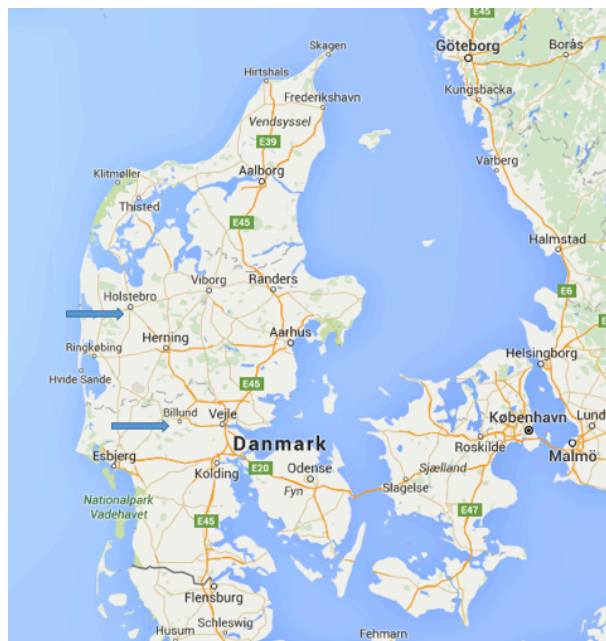 E45
Göteborg
Borås
Skagen
Hirtshals
Kungsbacka
Frederikshavn
Vendsyssel
E39
Varberg
Klitmøller
Aalborg
Thisted
E45
Halmstad
Viborg
Randers
E6
Holstebro
Aarhus
Herning
Ringkøbing
Helsingborg
Hvide Sande
E45
Billund
Vejle
København
Lund
Danmark
Roskilde
Malmö
Esbjerg
Kolding
E20
Odense
Sjælland
Slagelse
Fyn
Nationalpark
Vadehavet
E45
E47
Flensburg
Schleswig
Husum
Fehmarn